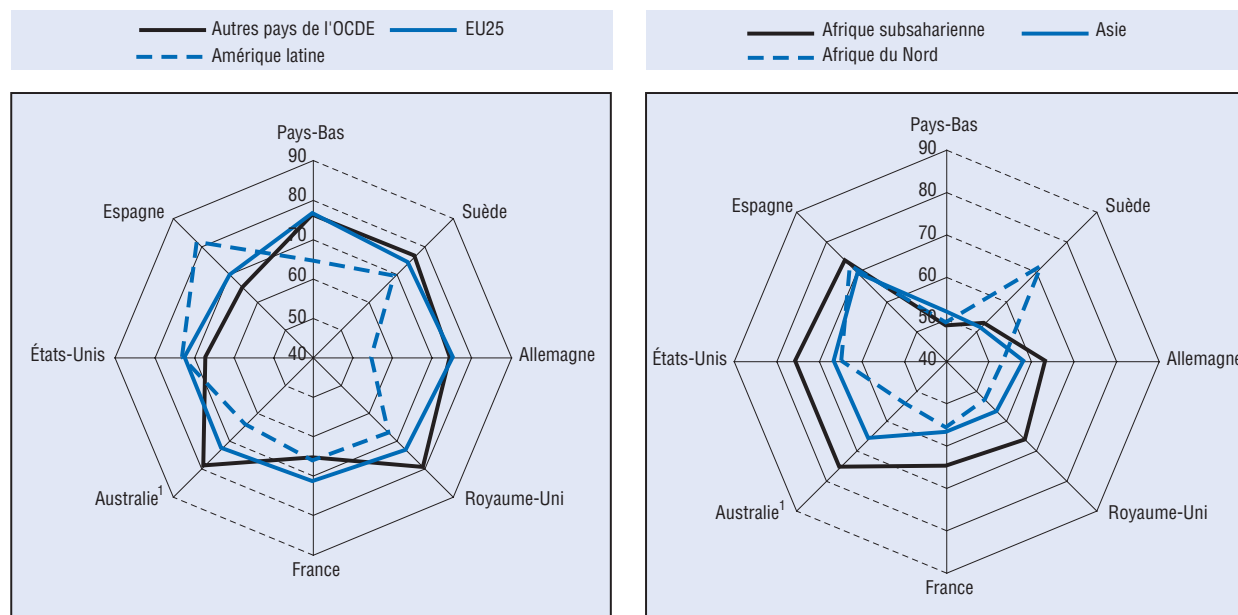 Autres pays de l'OCDE EU25
Amérique latine
Afrique subsaharienne Asie
Afrique du Nord
Pays-Bas
90
80
70
60
50
40
Suède
Allemagne
Royaume-Uni
France
Australie¹
États-Unis
Espagne
Pays-Bas
90
80
70
60
50
40
Suède
Allemagne
Royaume-Uni
France
Australie¹
États-Unis
Espagne